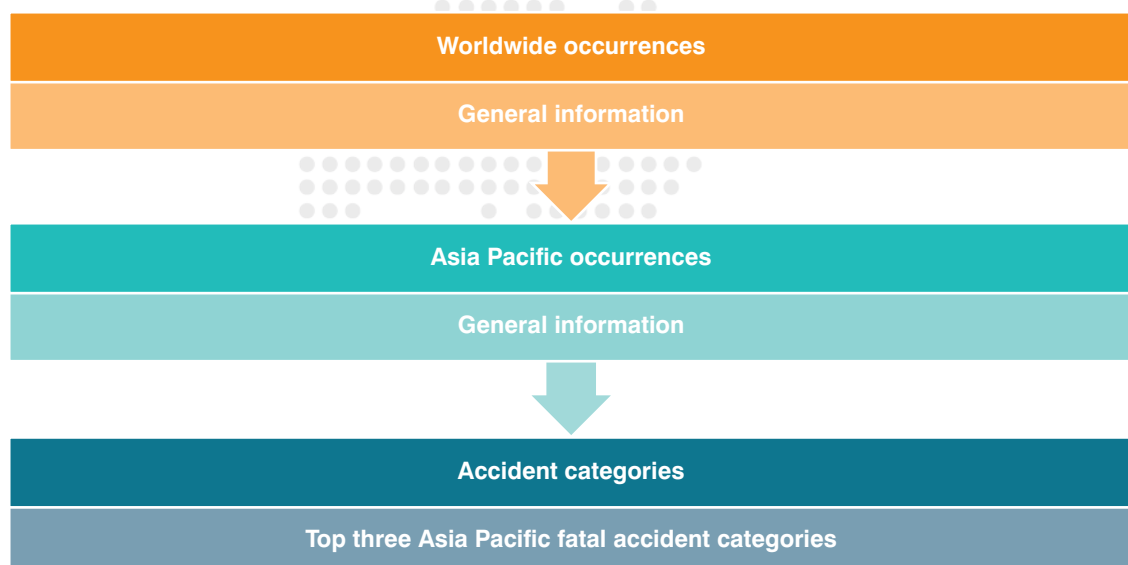 Worldwide occurrences
General information
Asia Pacific occurrences
General information
Accident categories
Top three Asia Pacific fatal accident categories